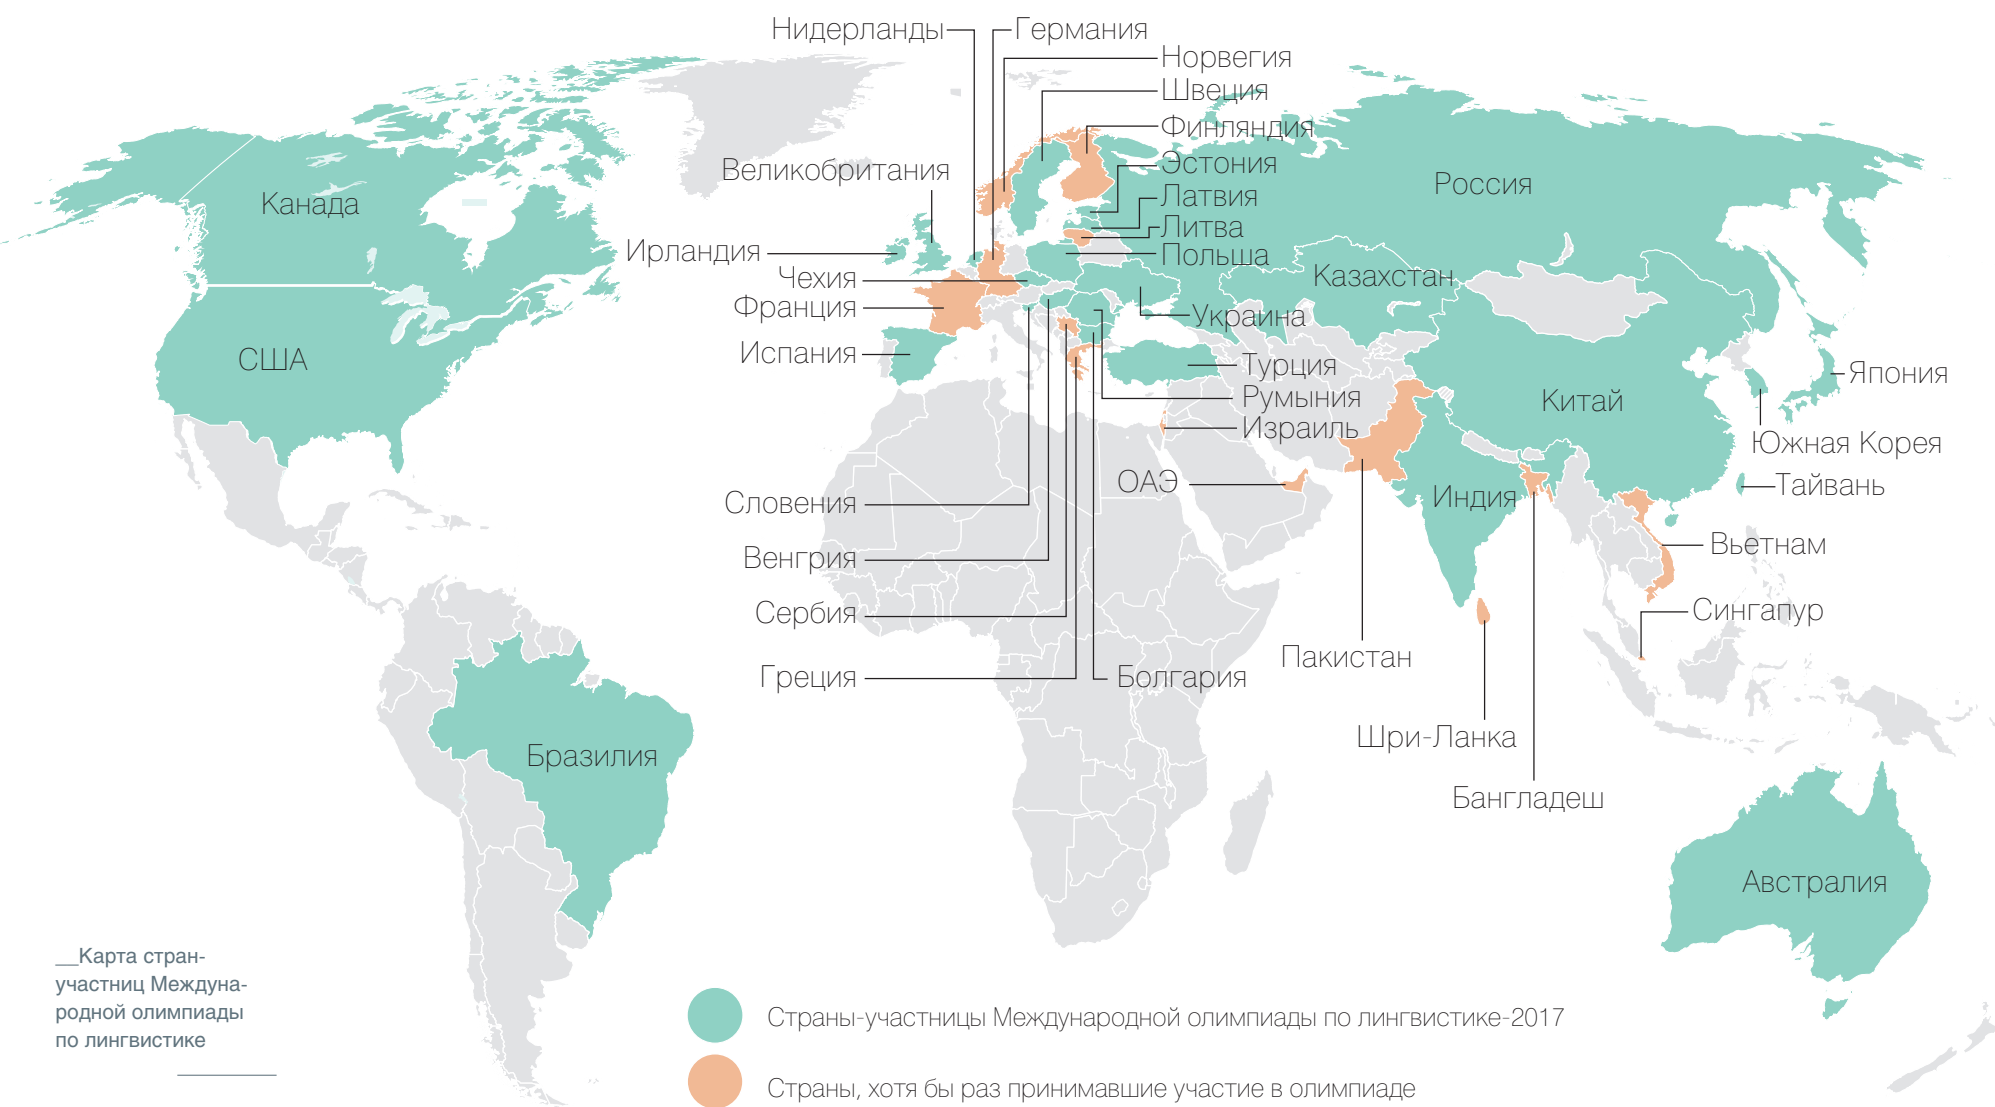 Нидерланды
Германия
Норвегия
Швеция
Финляндия
Великобритания
Эстония
Россия
Латвия
Канада
Литва
Ирландия
Польша
Чехия
Казахстан
Франция
Украина
Испания
США
Турция
Япония
Румыния
Китай
Израиль
Южная Корея
ОАЭ
Тайвань
Индия
Словения
Вьетнам
Венгрия
Сербия
Сингапур
Пакистан
Греция
Болгария
Шри-Ланка
Бразилия
Бангладеш
Австралия
__Карта стран-
участниц Междуна-
родной олимпиады
по лингвистике
Страны-участницы Международной олимпиады по лингвистике-2017
Страны, хотя бы раз принимавшие участие в олимпиаде